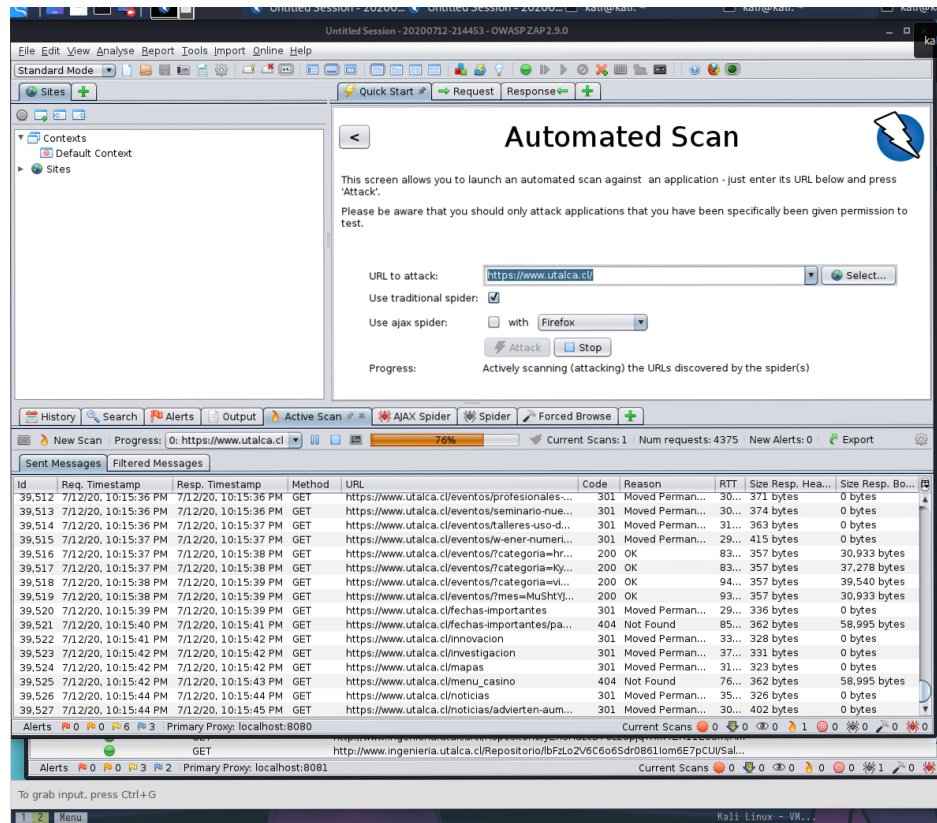 Untitled Session - 20200712-214453 - OWASP ZAP 2.9.0
File Edit View Analyse Report Tools Import Online Help
Standard Mode
Sites
Quick Start Request Response
Contexts
Default Context
Sites
<
Automated Scan
This screen allows you to launch an automated scan against an application - just enter its URL below and press
'Attack'.
Please be aware that you should only attack applications that you have been specifically been given permission to
test.
URL to attack: https://www.utalca.cl/ Select...
Use traditional spider:
Use ajax spider: with Firefox
Attack Stop
Progress: Actively scanning (attacking) the URLs discovered by the spider(s)
History Search Alerts Output Active Scan AJAX Spider Spider Forced Browse
New Scan Progress: 0: https://www.utalca.cl 76% Current Scans: 1 Num requests: 4375 New Alerts: 0 Export
Sent Messages Filtered Messages
Id Req. Timestamp Resp. Timestamp Method URL Code Reason RTT Size Resp. Hea... Size Resp. Bo...
39,512 7/12/20, 10:15:36 PM 7/12/20, 10:15:36 PM GET https://www.utalca.cl/eventos/profesionales-... 301 Moved Perman... 30... 371 bytes 0 bytes
39,513 7/12/20, 10:15:36 PM 7/12/20, 10:15:36 PM GET https://www.utalca.cl/eventos/seminario-nue... 301 Moved Perman... 30... 374 bytes 0 bytes
39,514 7/12/20, 10:15:36 PM 7/12/20, 10:15:37 PM GET https://www.utalca.cl/eventos/talleres-uso-d... 301 Moved Perman... 31... 363 bytes 0 bytes
39,515 7/12/20, 10:15:37 PM 7/12/20, 10:15:37 PM GET https://www.utalca.cl/eventos/w-ener-numeri... 301 Moved Perman... 29... 415 bytes 0 bytes
39,516 7/12/20, 10:15:37 PM 7/12/20, 10:15:38 PM GET https://www.utalca.cl/eventos/?categoria=hr... 200 OK 83... 357 bytes 30,933 bytes
39,517 7/12/20, 10:15:37 PM 7/12/20, 10:15:38 PM GET https://www.utalca.cl/eventos/?categoria=Ky... 200 OK 83... 357 bytes 37,278 bytes
39,518 7/12/20, 10:15:38 PM 7/12/20, 10:15:39 PM GET https://www.utalca.cl/eventos/?categoria=vi... 200 OK 94... 357 bytes 39,540 bytes
39,519 7/12/20, 10:15:38 PM 7/12/20, 10:15:39 PM GET https://www.utalca.cl/eventos/?mes=MuShtYJ... 200 OK 93... 357 bytes 30,933 bytes
39,520 7/12/20, 10:15:39 PM 7/12/20, 10:15:39 PM GET https://www.utalca.cl/fechas-importantes 301 Moved Perman... 29... 336 bytes 0 bytes
39,521 7/12/20, 10:15:40 PM 7/12/20, 10:15:41 PM GET https://www.utalca.cl/fechas-importantes/pa... 404 Not Found 85... 362 bytes 58,995 bytes
39,522 7/12/20, 10:15:41 PM 7/12/20, 10:15:42 PM GET https://www.utalca.cl/innovacion 301 Moved Perman... 33... 328 bytes 0 bytes
39,523 7/12/20, 10:15:42 PM 7/12/20, 10:15:42 PM GET https://www.utalca.cl/investigacion 301 Moved Perman... 37... 331 bytes 0 bytes
39,524 7/12/20, 10:15:42 PM 7/12/20, 10:15:42 PM GET https://www.utalca.cl/mapas 301 Moved Perman... 31... 323 bytes 0 bytes
39,525 7/12/20, 10:15:42 PM 7/12/20, 10:15:43 PM GET https://www.utalca.cl/menu_casino 404 Not Found 76... 362 bytes 58,995 bytes
39,526 7/12/20, 10:15:44 PM 7/12/20, 10:15:44 PM GET https://www.utalca.cl/noticias 301 Moved Perman... 35... 326 bytes 0 bytes
39,527 7/12/20, 10:15:44 PM 7/12/20, 10:15:45 PM GET https://www.utalca.cl/noticias/advierten-aum... 301 Moved Perman... 30... 402 bytes 0 bytes
Alerts 0 0 6 3 Primary Proxy: localhost:8080 Current Scans 0 0 0 1 0 0 0 0
GET http://www.ingenieria.utalca.cl/Repositorio/lbFzLo2V6C6o6Sdr0861Iom6E7pCUI/Sal...
Alerts 0 0 3 2 Primary Proxy: localhost:8081 Current Scans 0 0 0 0 0 1 0
To grab input, press Ctrl+G
1 2 Menu Kali Linux - VM...